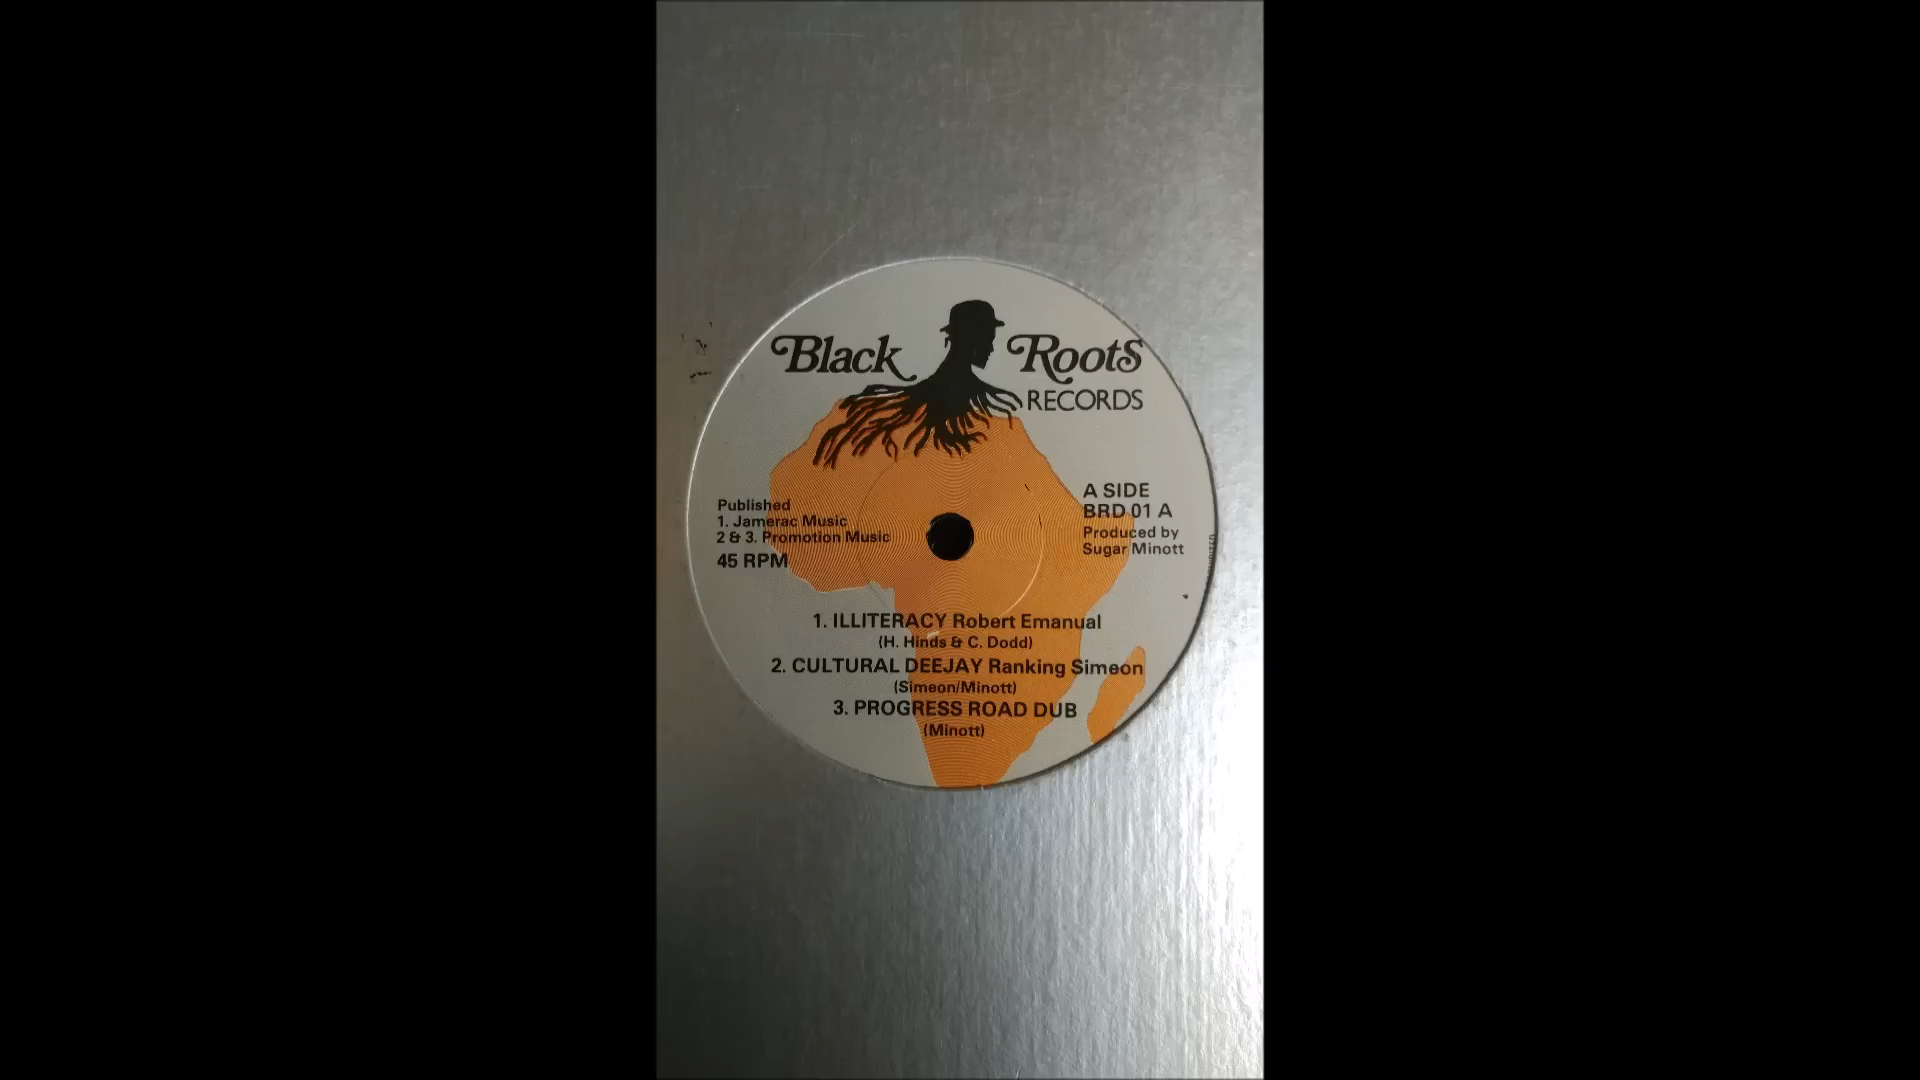 Black Roots
RECORDS
Published
1. Jamerac Music
2 & 3. Promotion Music
45 RPM
A SIDE
BRD 01 A
Produced by
Sugar Minott
1. ILLITERACY Robert Emanual
(H. Hinds & C. Dodd)
2. CULTURAL DEEJAY Ranking Simeon
(Simeon/Minott)
3. PROGRESS ROAD DUB
(Minott)